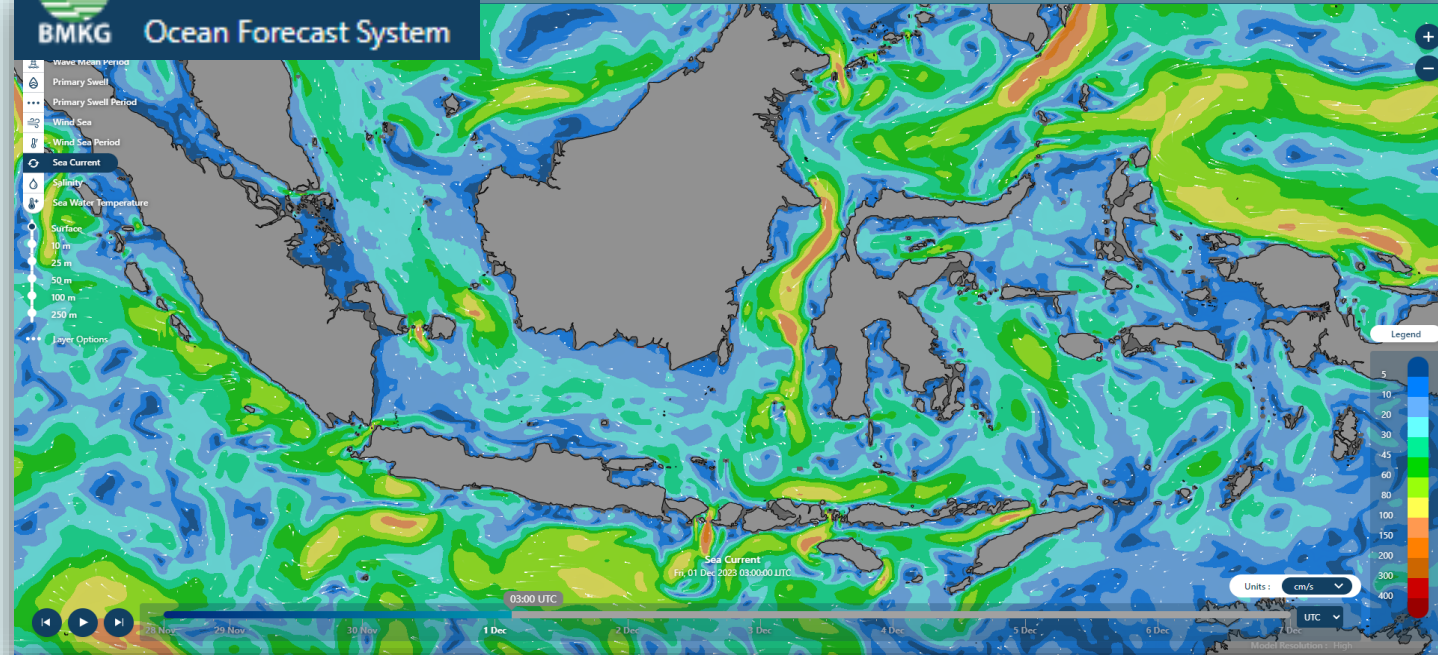 BMKG Ocean Forecast System
Wave Mean Period
Primary Swell
Primary Swell Period
Wind Sea
Wind Sea Period
Sea Current
Salinity
Sea Water Temperature
Surface
10 m
25 m
50 m
100 m
250 m
Layer Options
+
−
Legend
5
10
20
30
45
60
80
100
150
200
300
400
Sea Current
Fri, 01 Dec 2023 03:00:00 UTC
Units : cm/s
03:00 UTC
UTC
28 Nov 29 Nov 30 Nov 1 Dec 2 Dec 3 Dec 4 Dec 5 Dec 6 Dec 7 Dec
Model Resolution : High